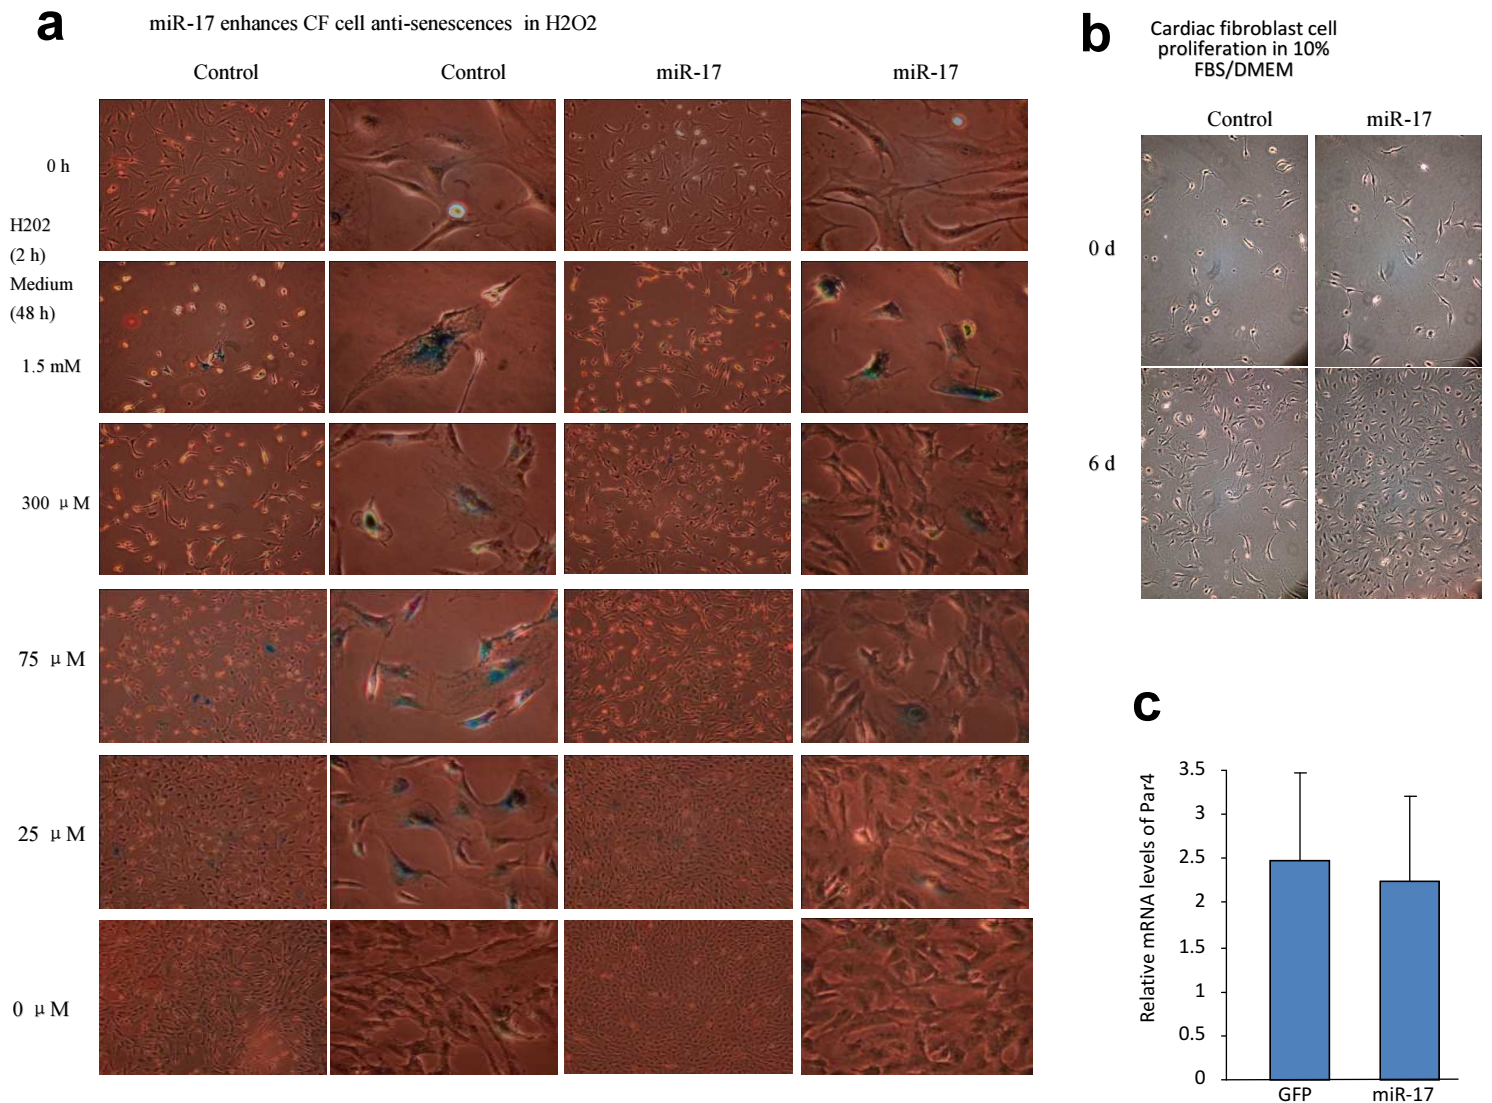 a
miR-17 enhances CF cell anti-senescences in H2O2
Control
Control
miR-17
miR-17
0 h
H202
(2 h)
Medium
(48 h)
1.5 mM
300 μM
75 μM
25 μM
0 μM
b
Cardiac fibroblast cell
proliferation in 10%
FBS/DMEM
Control
miR-17
0 d
6 d
c
Relative mRNA levels of Par4
3.5
3
2.5
2
1.5
1
0.5
0
GFP
miR-17